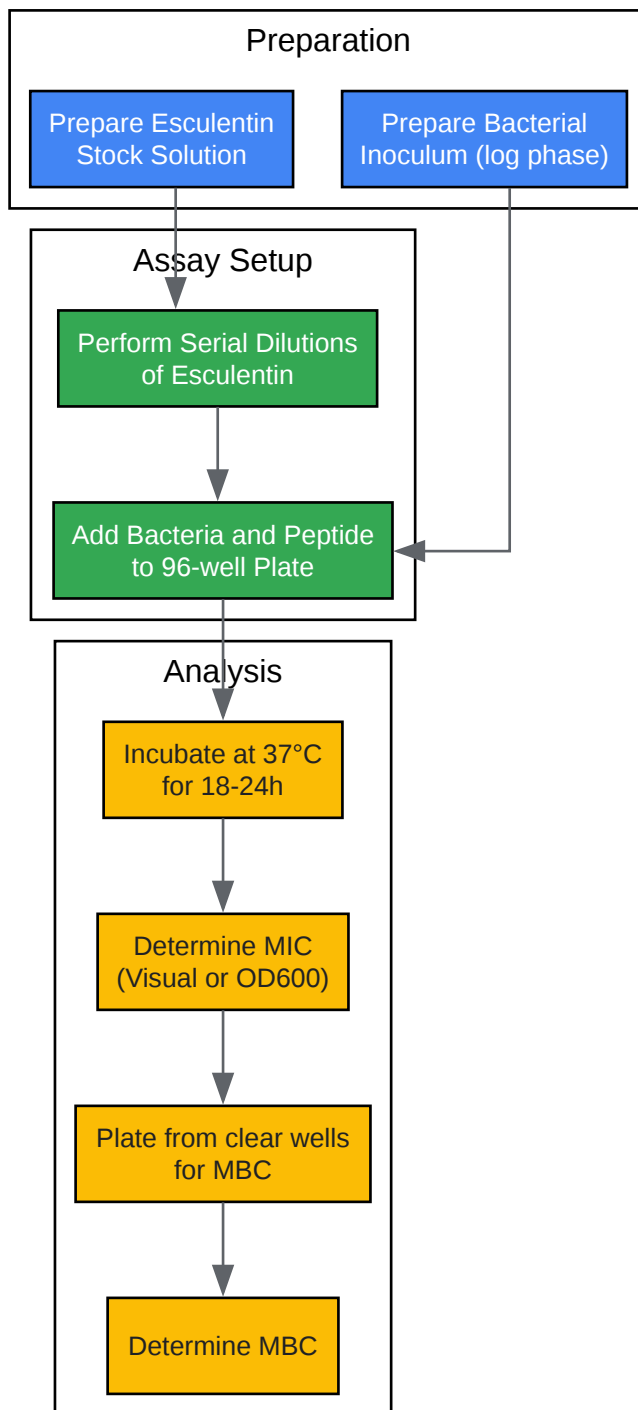 Preparation
Prepare Esculentin
Stock Solution
Prepare Bacterial
Inoculum (log phase)
Assay Setup
Perform Serial Dilutions
of Esculentin
Add Bacteria and Peptide
to 96-well Plate
Analysis
Incubate at 37°C
for 18-24h
Determine MIC
(Visual or OD600)
Plate from clear wells
for MBC
Determine MBC